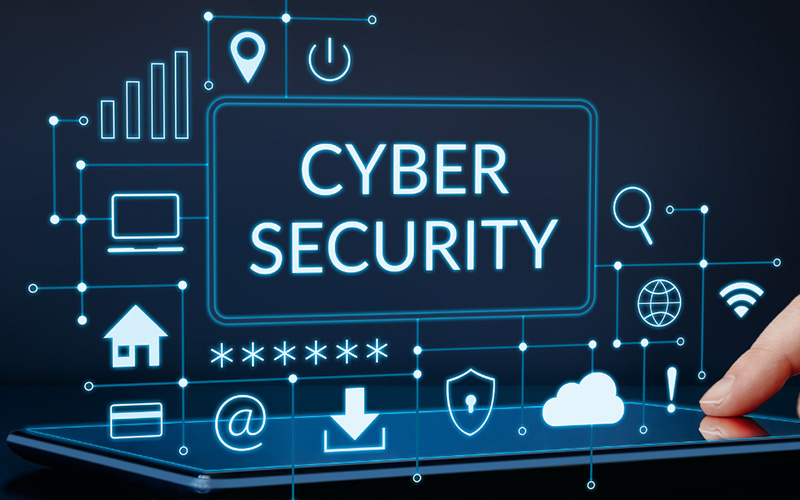 CYBER
SECURITY
******
@
!